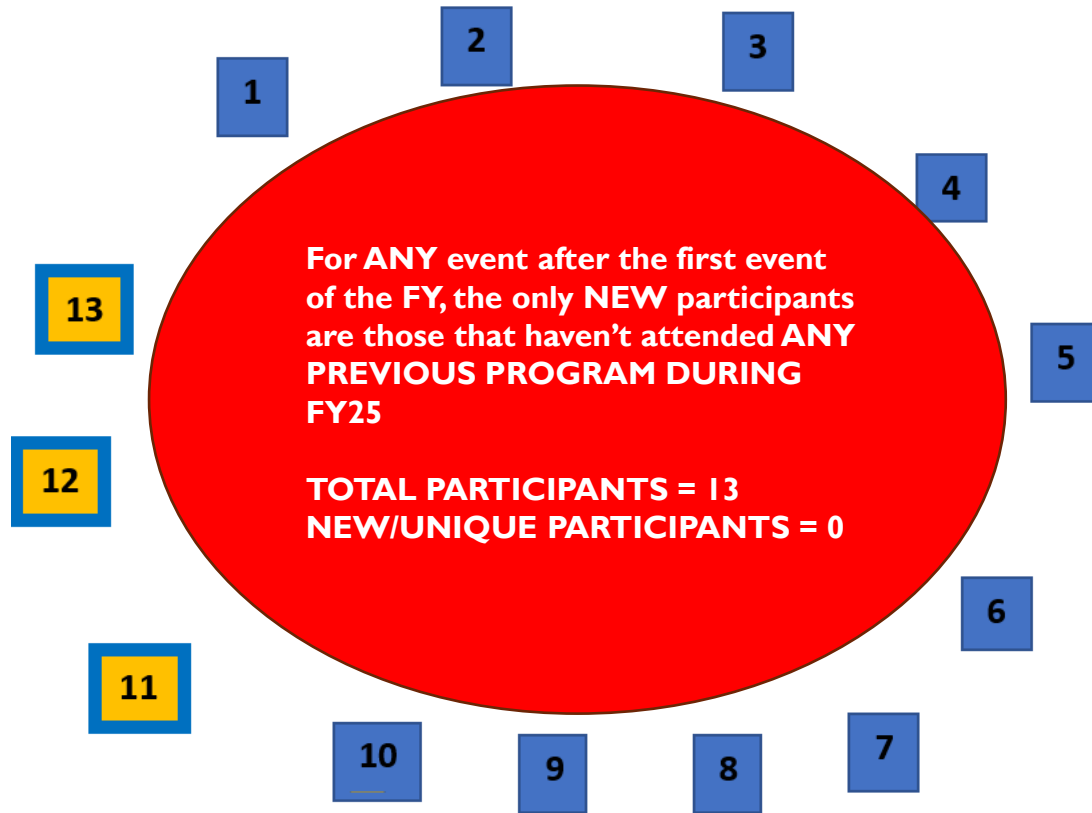 1
2
3
4
5
6
7
8
9
10
11
12
13
For ANY event after the first event
of the FY, the only NEW participants
are those that haven’t attended ANY
PREVIOUS PROGRAM DURING
FY25
TOTAL PARTICIPANTS = 13
NEW/UNIQUE PARTICIPANTS = 0